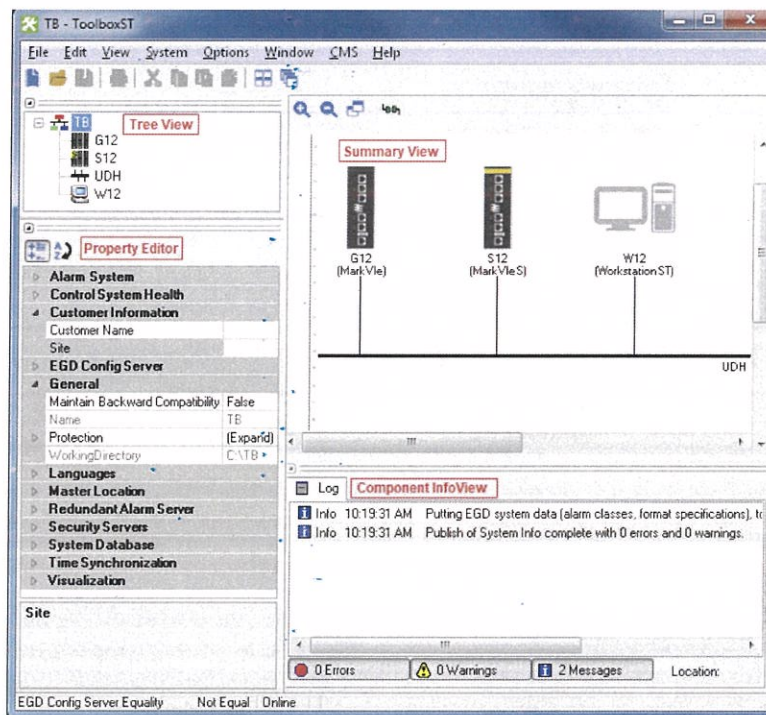 TB - ToolboxST
File Edit View System Options Window CMS Help
TB
Tree View
G12
S12
UDH
W12
Property Editor
Alarm System
Control System Health
Customer Information
Customer Name
Site
EGD Config Server
General
Maintain Backward Compatibility False
Name TB
Protection (Expand)
WorkingDirectory C:\TB
Languages
Master Location
Redundant Alarm Server
Security Servers
System Database
Time Synchronization
Visualization
Site
Summary View
G12
(MarkVIe)
S12
(MarkVIeS)
W12
(WorkstationST)
UDH
Log
Component InfoView
Info 10:19:31 AM Putting EGD system data (alarm classes, format specifications), to
Info 10:19:31 AM Publish of System Info complete with 0 errors and 0 warnings.
0 Errors 0 Warnings 2 Messages Location:
EGD Config Server Equality Not Equal Online